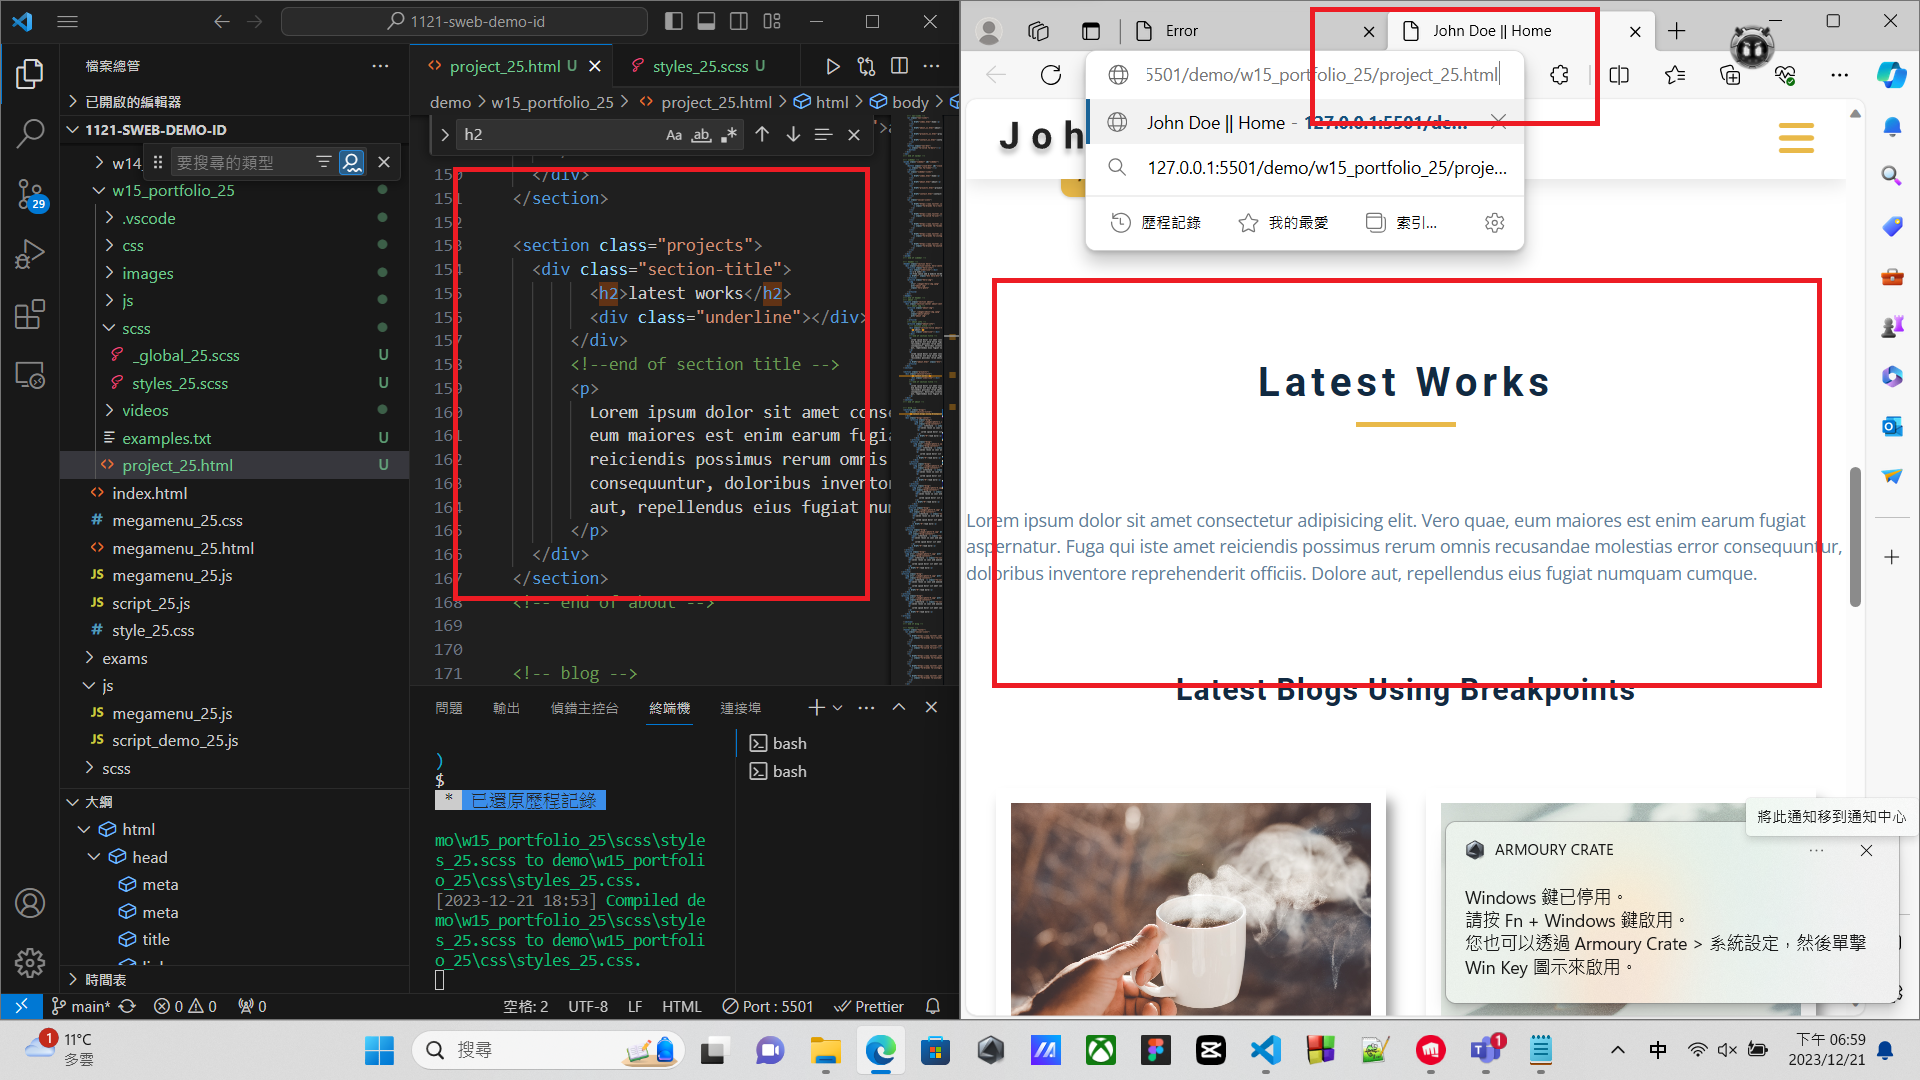 1121-sweb-demo-id
檔案總管
已開啟的編輯器
1121-SWEB-DEMO-ID
w14
要搜尋的類型
w15_portfolio_25
.vscode
css
images
js
scss
_global_25.scss U
styles_25.scss U
videos
examples.txt U
project_25.html U
index.html
megamenu_25.css
megamenu_25.html
megamenu_25.js
script_25.js
style_25.css
exams
js
megamenu_25.js
script_demo_25.js
scss
大綱
html
head
meta
meta
title
時間表
29
project_25.html U
styles_25.scss U
demo > w15_portfolio_25 > project_25.html > html > body >
h2
Aa ab
150 </div>
151 </section>
152
153 <section class="projects">
154 <div class="section-title">
155 <h2>latest works</h2>
156 <div class="underline"></div>
157 </div>
158 <!--end of section title -->
159 <p>
160 Lorem ipsum dolor sit amet conse
161 eum maiores est enim earum fugia
162 reiciendis possimus rerum omnis
163 consequuntur, doloribus invento
164 aut, repellendus eius fugiat num
165 </p>
166 </div>
167 </section>
168 <!-- end of about -->
169
170
171 <!-- blog -->
問題 輸出 偵錯主控台 終端機 連接埠
bash
bash
)
$
* 已還原歷程記錄
mo\w15_portfolio_25\scss\style
s_25.scss to demo\w15_portfoli
o_25\css\styles_25.css.
[2023-12-21 18:53] Compiled de
mo\w15_portfolio_25\scss\style
s_25.scss to demo\w15_portfoli
o_25\css\styles_25.css.
main* 0 0 0 空格: 2 UTF-8 LF HTML Port : 5501 Prettier
Error
John Doe || Home
5501/demo/w15_portfolio_25/project_25.html
John Doe || Home - 127.0.0.1:5501/de...
127.0.0.1:5501/demo/w15_portfolio_25/proje...
歷程記錄 我的最愛 索引...
Joh
Latest Works
Lorem ipsum dolor sit amet consectetur adipisicing elit. Vero quae, eum maiores est enim earum fugiat
aspernatur. Fuga qui iste amet reiciendis possimus rerum omnis recusandae molestias error consequuntur,
doloribus inventore reprehenderit officiis. Dolore aut, repellendus eius fugiat numquam cumque.
Latest Blogs Using Breakpoints
將此通知移到通知中心
ARMOURY CRATE
Windows 鍵已停用。
請按 Fn + Windows 鍵啟用。
您也可以透過 Armoury Crate > 系統設定，然後單擊
Win Key 圖示來啟用。
1
11°C
多雲
搜尋
1
中
下午 06:59
2023/12/21